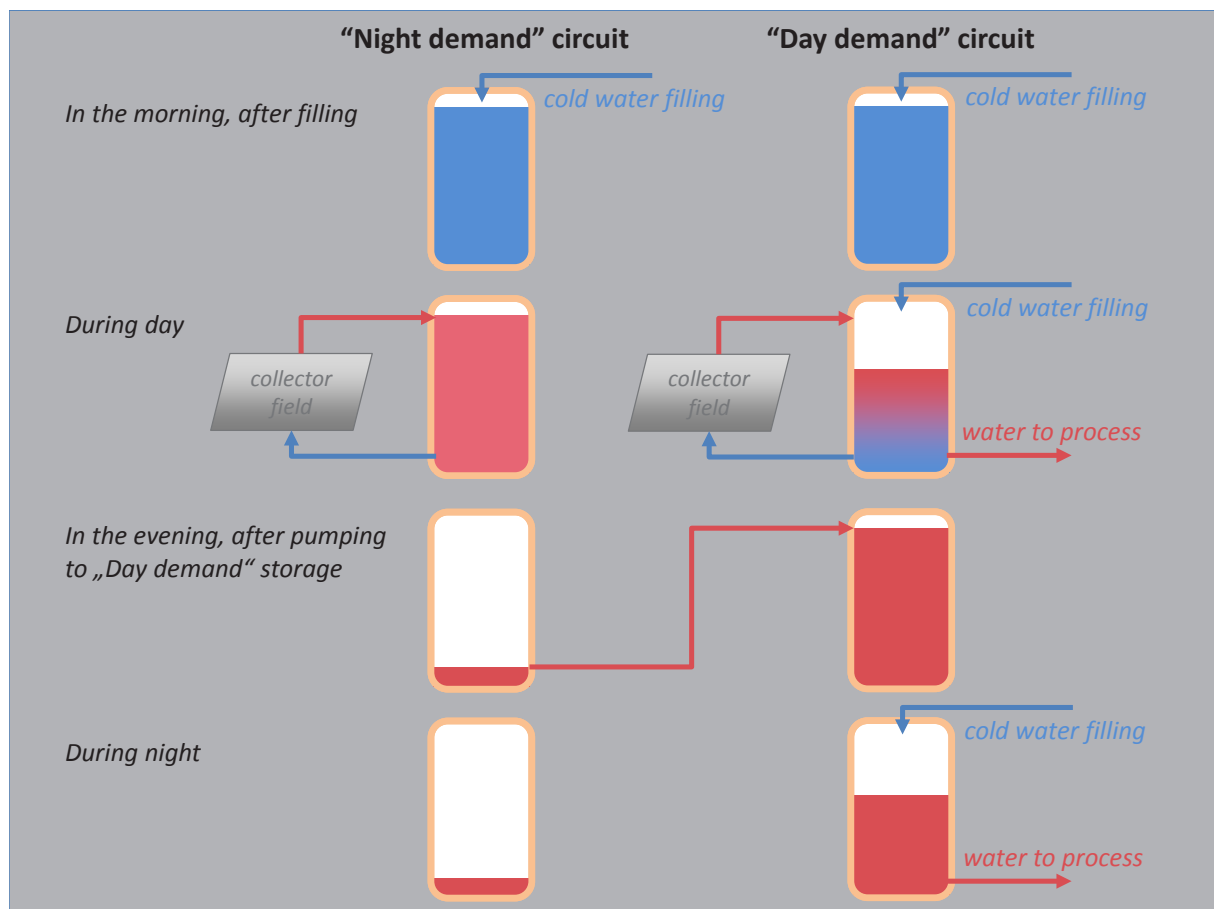 “Night demand” circuit
“Day demand” circuit
In the morning, after filling
cold water filling
cold water filling
During day
collector
field
collector
field
cold water filling
water to process
In the evening, after pumping
to „Day demand“ storage
During night
cold water filling
water to process